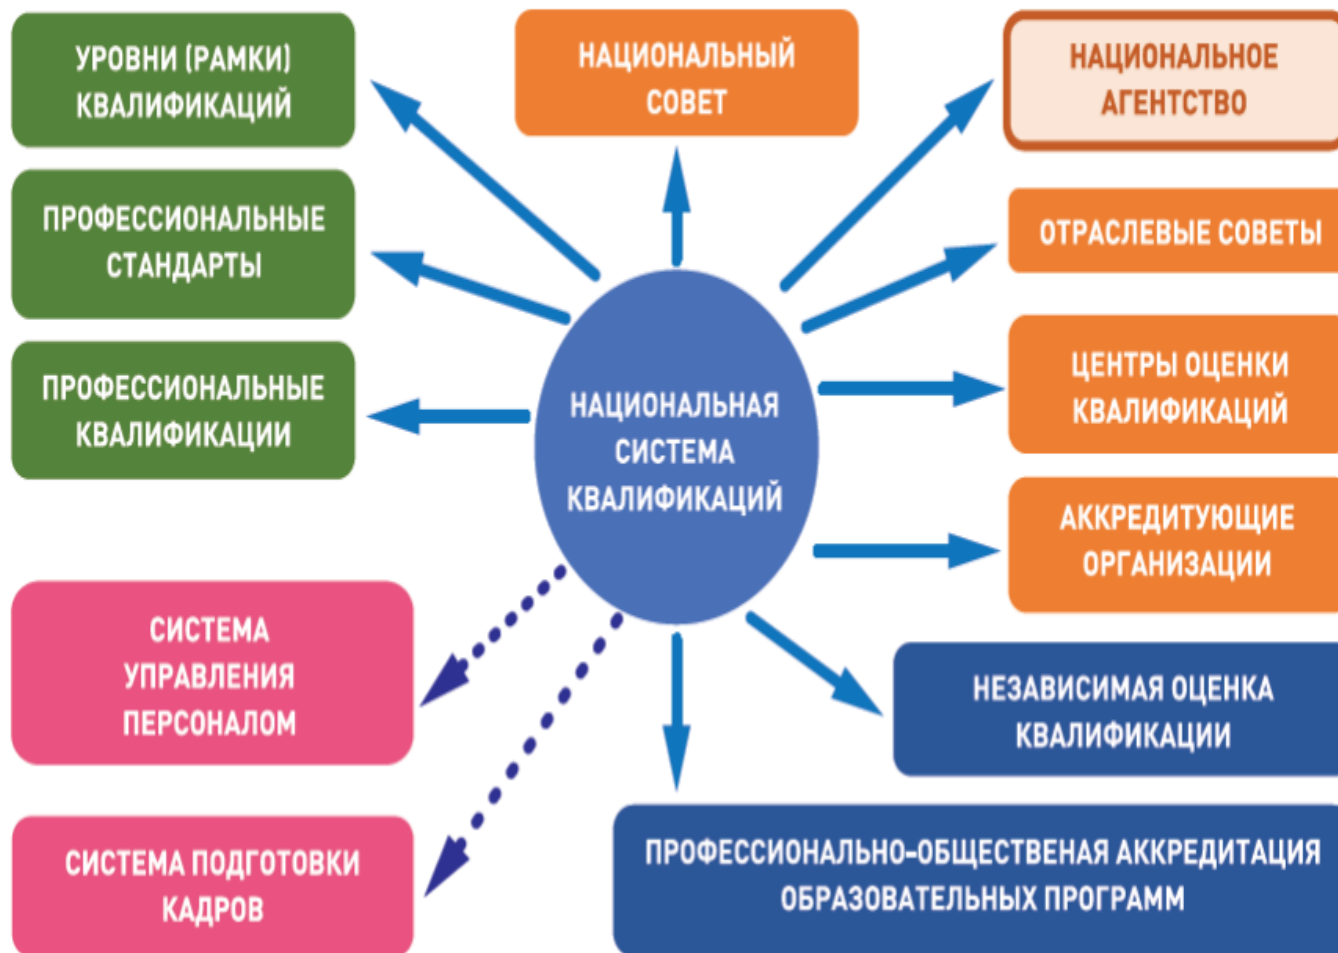 УРОВНИ (РАМКИ)
КВАЛИФИКАЦИЙ
НАЦИОНАЛЬНЫЙ
СОВЕТ
НАЦИОНАЛЬНОЕ
АГЕНТСТВО
ПРОФЕССИОНАЛЬНЫЕ
СТАНДАРТЫ
ОТРАСЛЕВЫЕ СОВЕТЫ
ПРОФЕССИОНАЛЬНЫЕ
КВАЛИФИКАЦИИ
НАЦИОНАЛЬНАЯ
СИСТЕМА
КВАЛИФИКАЦИЙ
ЦЕНТРЫ ОЦЕНКИ
КВАЛИФИКАЦИЙ
АККРЕДИТУЮЩИЕ
ОРГАНИЗАЦИИ
СИСТЕМА
УПРАВЛЕНИЯ
ПЕРСОНАЛОМ
НЕЗАВИСИМАЯ ОЦЕНКА
КВАЛИФИКАЦИИ
СИСТЕМА ПОДГОТОВКИ
КАДРОВ
ПРОФЕССИОНАЛЬНО-ОБЩЕСТВЕНАЯ АККРЕДИТАЦИЯ
ОБРАЗОВАТЕЛЬНЫХ ПРОГРАММ